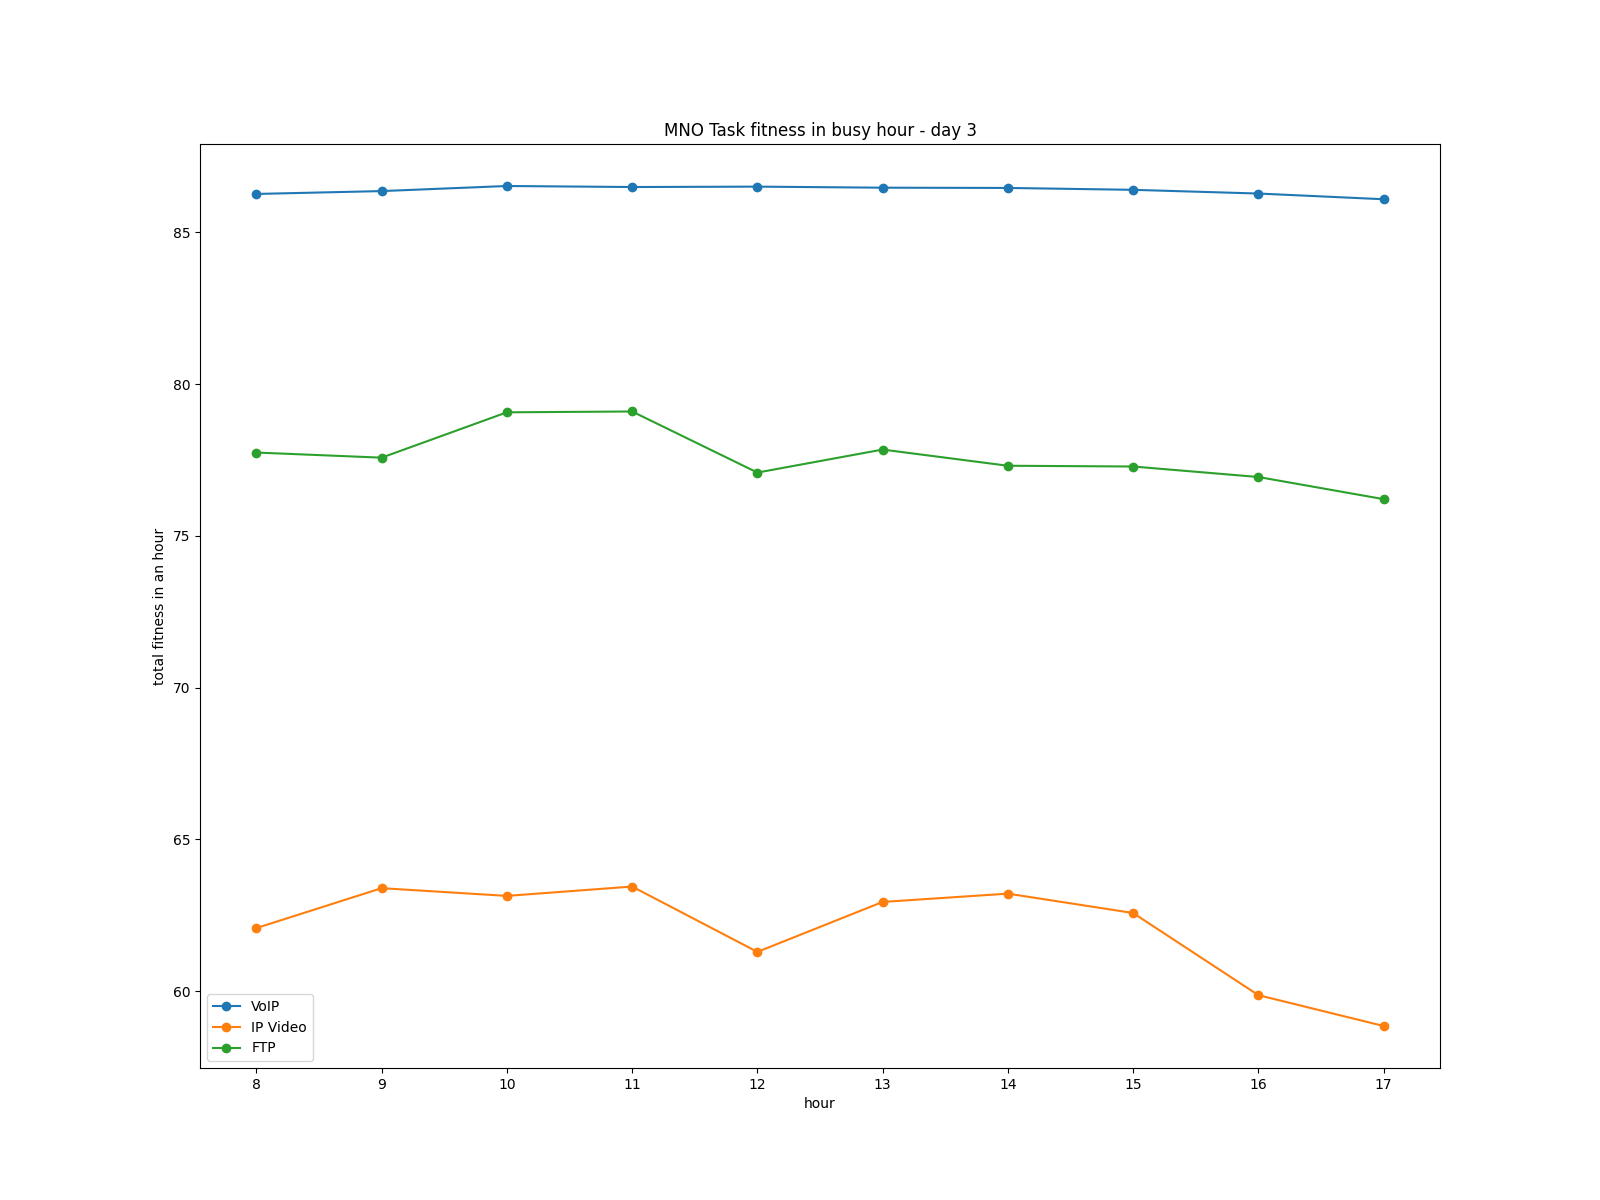 MNO Task fitness in busy hour - day 3
total fitness in an hour
85
80
75
70
65
60
VoIP
IP Video
FTP
8 9 10 11 12 13 14 15 16 17
hour